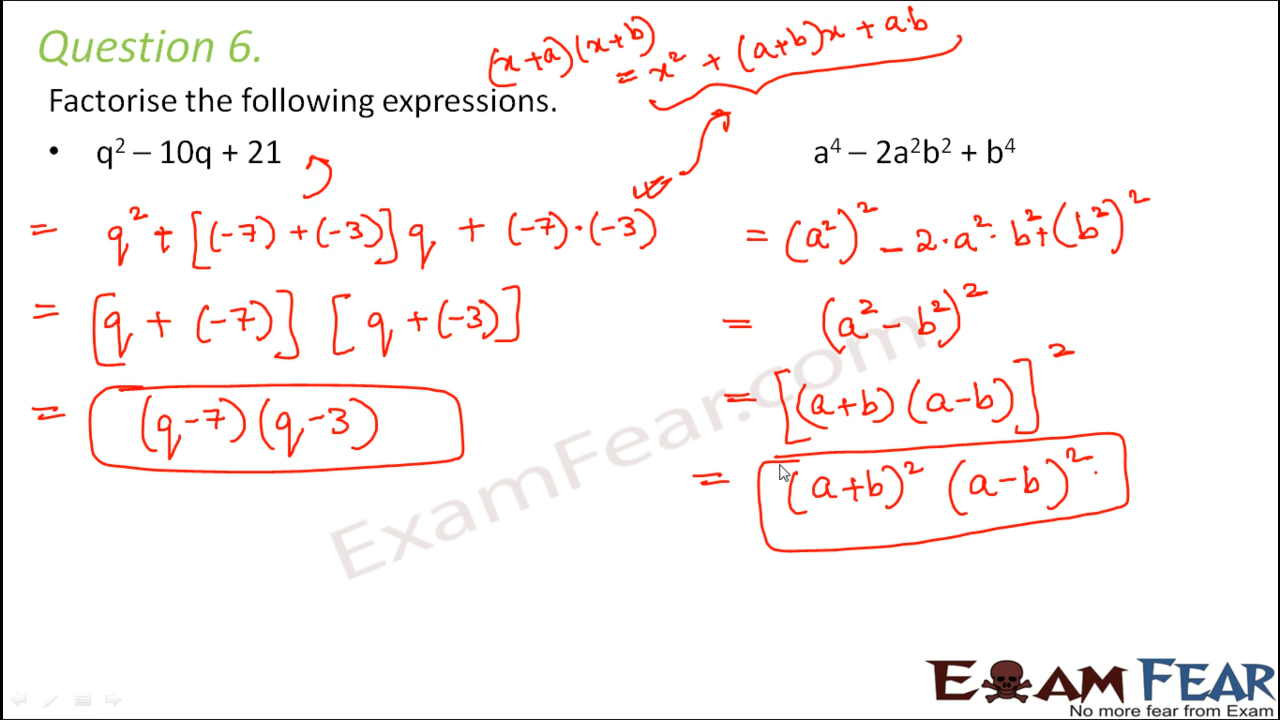 Question 6.
(x+a)(x+b)
= x² + (a+b)x + a.b
Factorise the following expressions.
• q² – 10q + 21
= q² + [(-7) + (-3)] q + (-7)·(-3)
= [q + (-7)] [q + (-3)]
= (q-7)(q-3)
a⁴ – 2a²b² + b⁴
= (a²)² - 2·a²·b² + (b²)²
= (a² - b²)²
= [(a+b)(a-b)]²
= (a+b)² (a-b)².
ExamFear.com
EXAM FEAR
No more fear from Exam